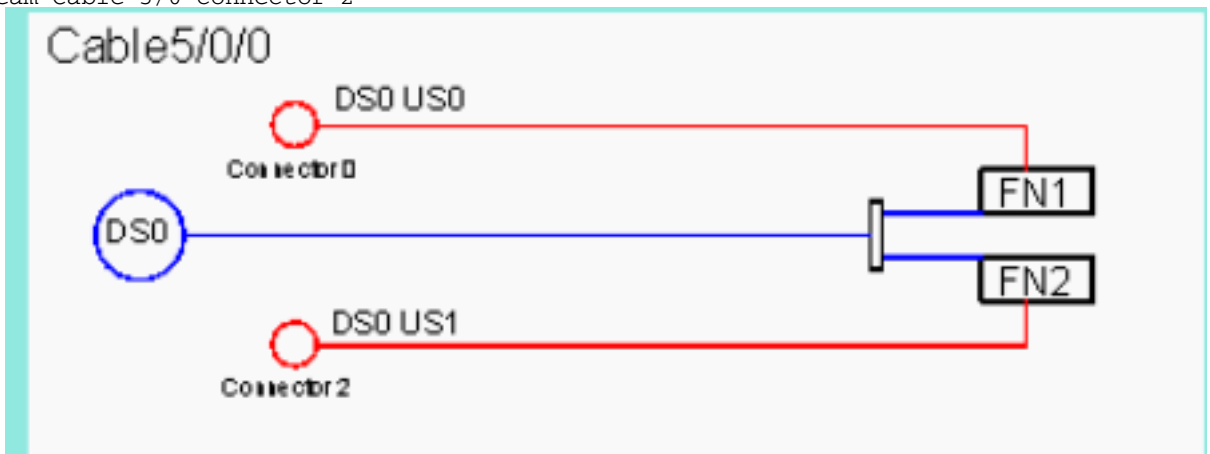 Cable5/0/0
DS0 US0
Connector 0
FN1
DS0
FN2
DS0 US1
Connector 2